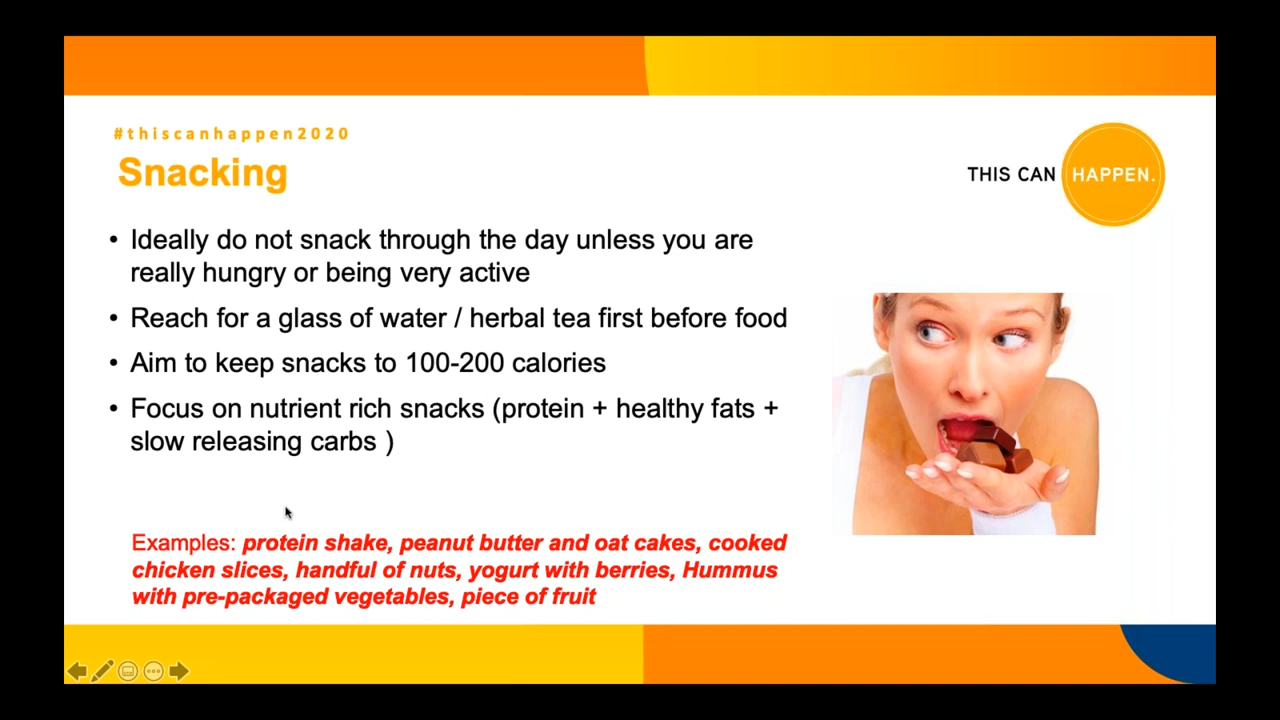 #thiscanhappen2020
Snacking
THIS CAN HAPPEN.
• Ideally do not snack through the day unless you are
really hungry or being very active
• Reach for a glass of water / herbal tea first before food
• Aim to keep snacks to 100-200 calories
• Focus on nutrient rich snacks (protein + healthy fats +
slow releasing carbs )
Examples: protein shake, peanut butter and oat cakes, cooked
chicken slices, handful of nuts, yogurt with berries, Hummus
with pre-packaged vegetables, piece of fruit